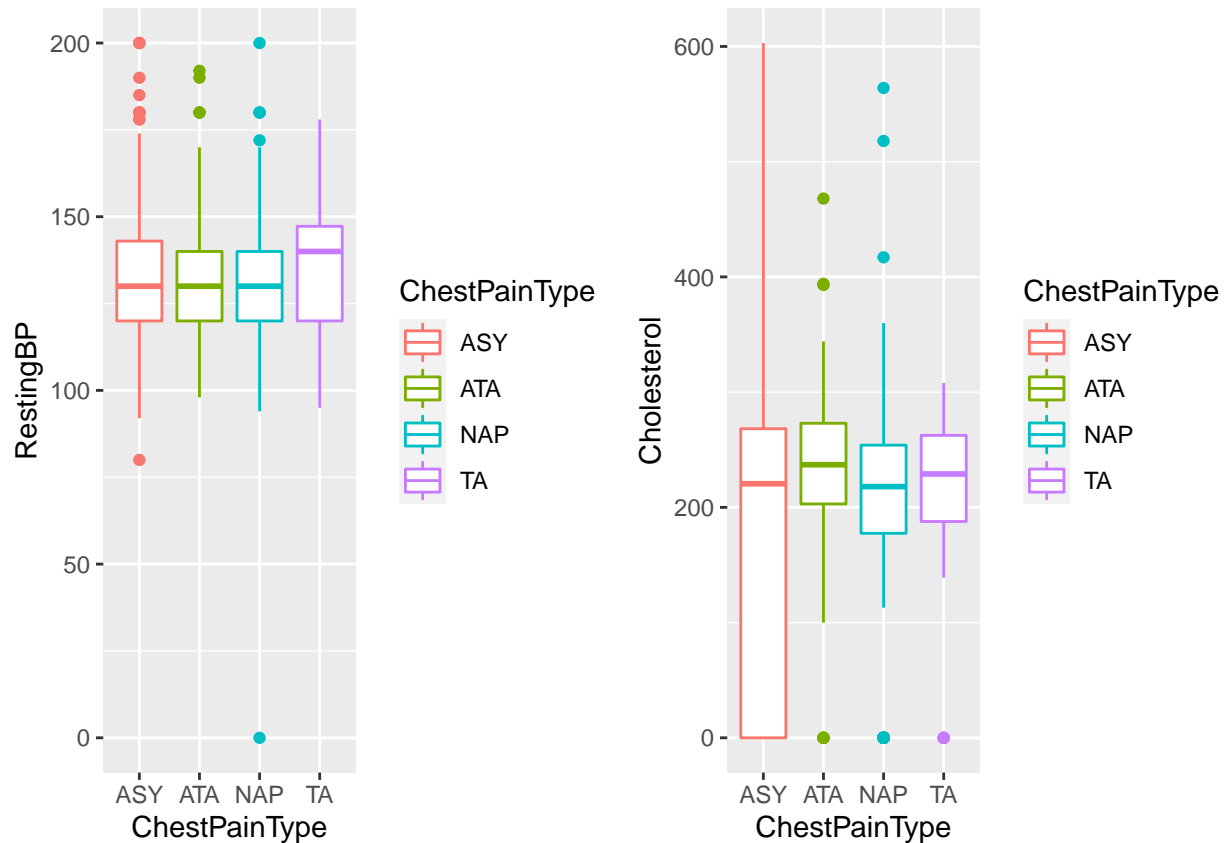 RestingBP
200
150
100
50
0
ASY ATA NAP TA
ChestPainType
ChestPainType
ASY
ATA
NAP
TA
Cholesterol
600
400
200
0
ASY ATA NAP TA
ChestPainType
ChestPainType
ASY
ATA
NAP
TA